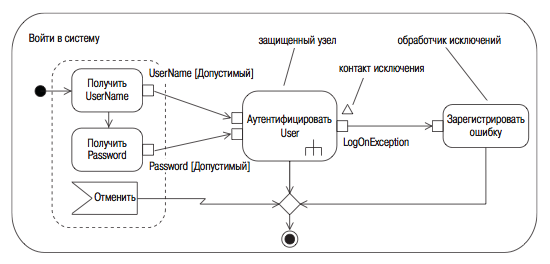 Войти в систему
защищенный узел
обработчик исключений
Получить
UserName
UserName [Допустимый]
контакт исключения
Аутентифицировать
User
Зарегистрировать
ошибку
LogOnException
Получить
Password
Password [Допустимый]
Отменить